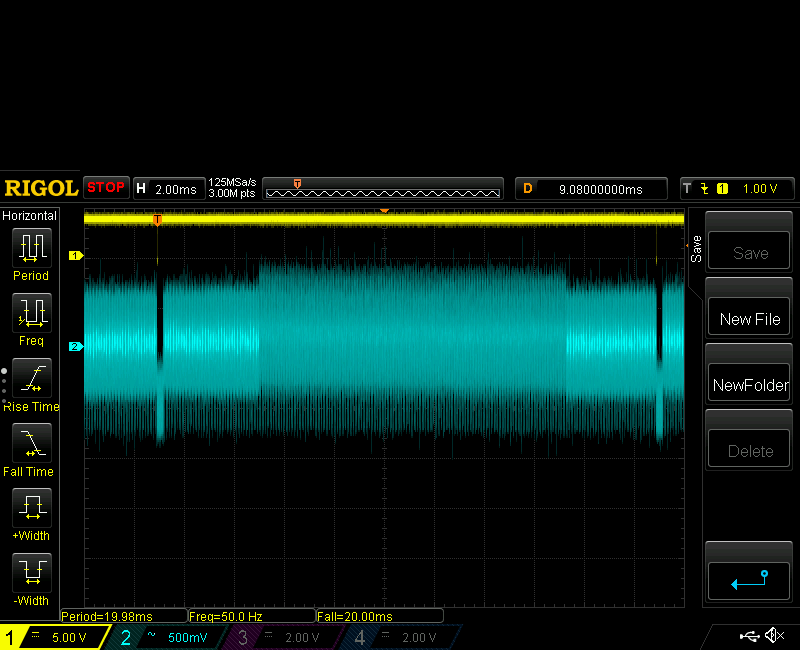 RIGOL STOP H 2.00ms 125MSa/s 3.00M pts T D 9.08000000ms T 1 1.00 V
Horizontal
Period
Freq
Rise Time
Fall Time
+Width
-Width
T
1
2
Save
Save
New File
NewFolder
Delete
Period=19.98ms Freq=50.0 Hz Fall=20.00ms
1 5.00 V 2 500mV 3 2.00 V 4 2.00 V